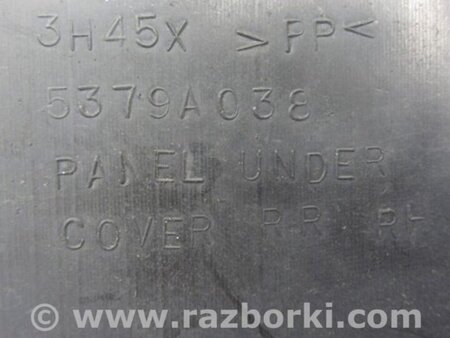 3H45X >PP<
5379A038
PANEL UNDER
COVER RR RH
www.razborki.com